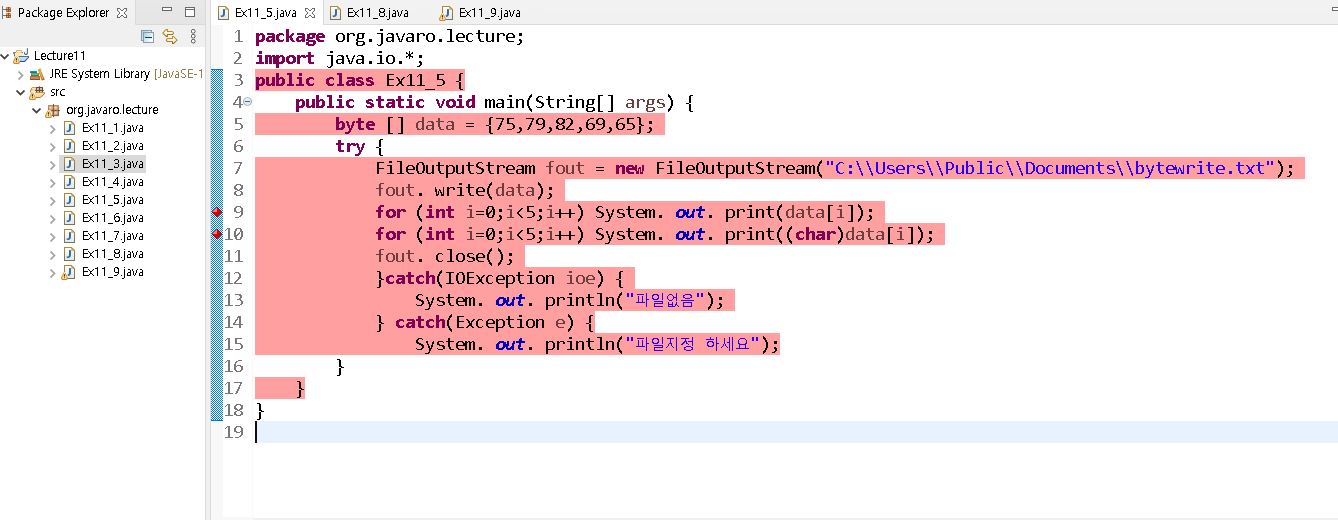 Package Explorer
Lecture11
JRE System Library [JavaSE-1
src
org.javaro.lecture
Ex11_1.java
Ex11_2.java
Ex11_3.java
Ex11_4.java
Ex11_5.java
Ex11_6.java
Ex11_7.java
Ex11_8.java
Ex11_9.java
Ex11_5.java Ex11_8.java Ex11_9.java
1 package org.javaro.lecture;
2 import java.io.*;
3 public class Ex11_5 {
4 public static void main(String[] args) {
5 byte [] data = {75,79,82,69,65};
6 try {
7 FileOutputStream fout = new FileOutputStream("C:\\Users\\Public\\Documents\\bytewrite.txt");
8 fout. write(data);
9 for (int i=0;i<5;i++) System. out. print(data[i]);
10 for (int i=0;i<5;i++) System. out. print((char)data[i]);
11 fout. close();
12 }catch(IOException ioe) {
13 System. out. println("파일없음");
14 } catch(Exception e) {
15 System. out. println("파일지정 하세요");
16 }
17 }
18 }
19